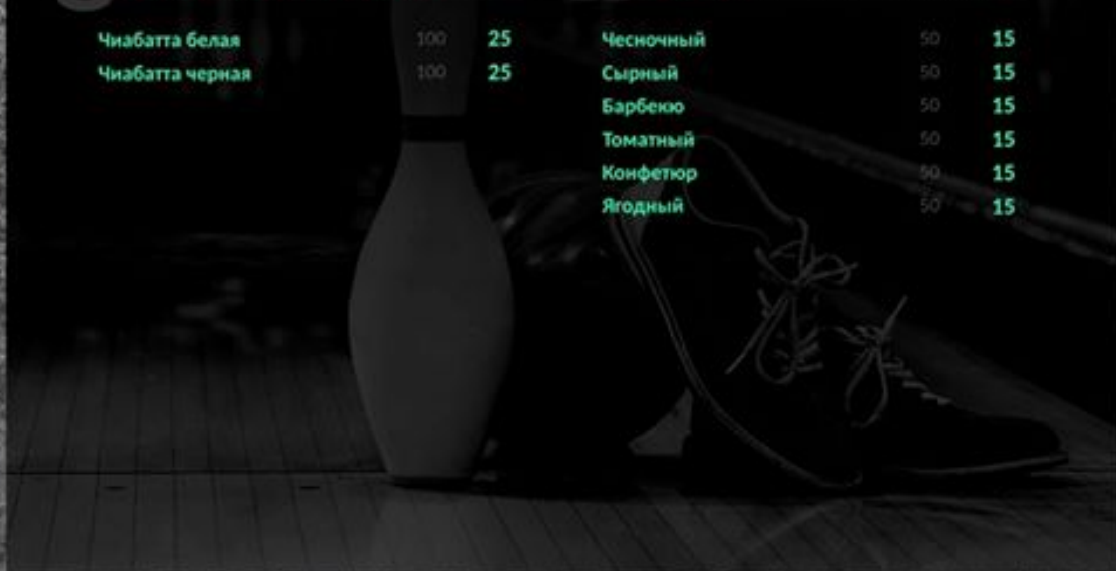 Чиабатта белая 100 25
Чиабатта черная 100 25
Чесночный 50 15
Сырный 50 15
Барбекю 50 15
Томатный 50 15
Конфетюр 50 15
Ягодный 50 15